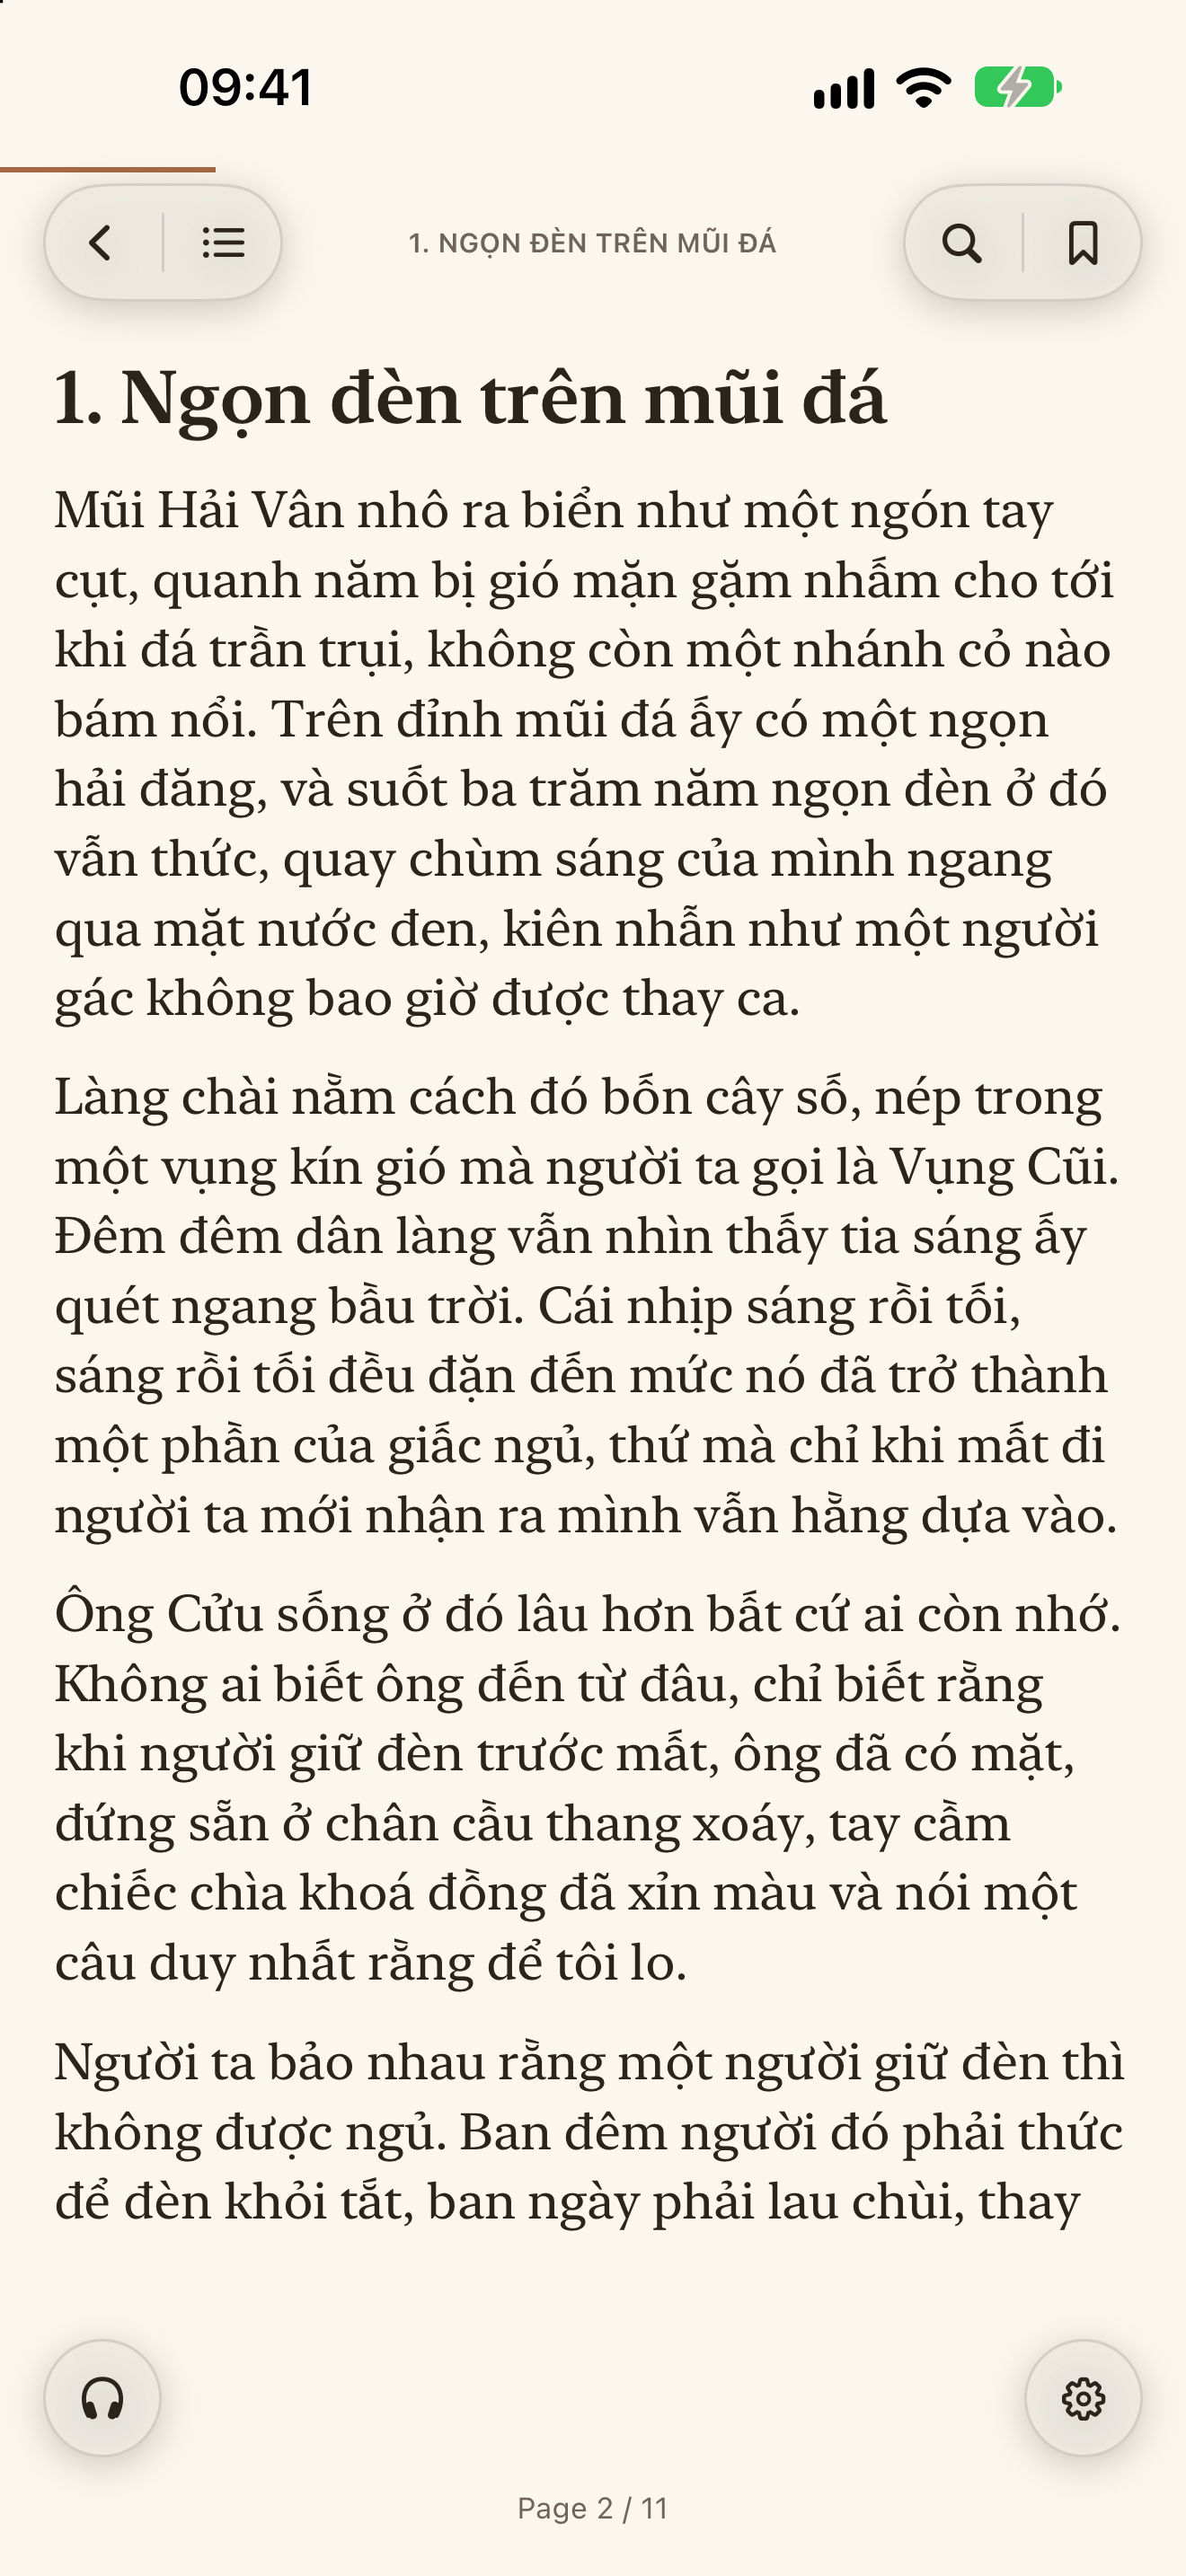 09:41
1. NGỌN ĐÈN TRÊN MŨI ĐÁ
1. Ngọn đèn trên mũi đá
Mũi Hải Vân nhô ra biển như một ngón tay
cụt, quanh năm bị gió mặn gặm nhấm cho tới
khi đá trần trụi, không còn một nhánh cỏ nào
bám nổi. Trên đỉnh mũi đá ấy có một ngọn
hải đăng, và suốt ba trăm năm ngọn đèn ở đó
vẫn thức, quay chùm sáng của mình ngang
qua mặt nước đen, kiên nhẫn như một người
gác không bao giờ được thay ca.
Làng chài nằm cách đó bốn cây số, nép trong
một vụng kín gió mà người ta gọi là Vụng Cũi.
Đêm đêm dân làng vẫn nhìn thấy tia sáng ấy
quét ngang bầu trời. Cái nhịp sáng rồi tối,
sáng rồi tối đều đặn đến mức nó đã trở thành
một phần của giấc ngủ, thứ mà chỉ khi mất đi
người ta mới nhận ra mình vẫn hằng dựa vào.
Ông Cửu sống ở đó lâu hơn bất cứ ai còn nhớ.
Không ai biết ông đến từ đâu, chỉ biết rằng
khi người giữ đèn trước mất, ông đã có mặt,
đứng sẵn ở chân cầu thang xoáy, tay cầm
chiếc chìa khoá đồng đã xỉn màu và nói một
câu duy nhất rằng để tôi lo.
Người ta bảo nhau rằng một người giữ đèn thì
không được ngủ. Ban đêm người đó phải thức
để đèn khỏi tắt, ban ngày phải lau chùi, thay
Page 2 / 11